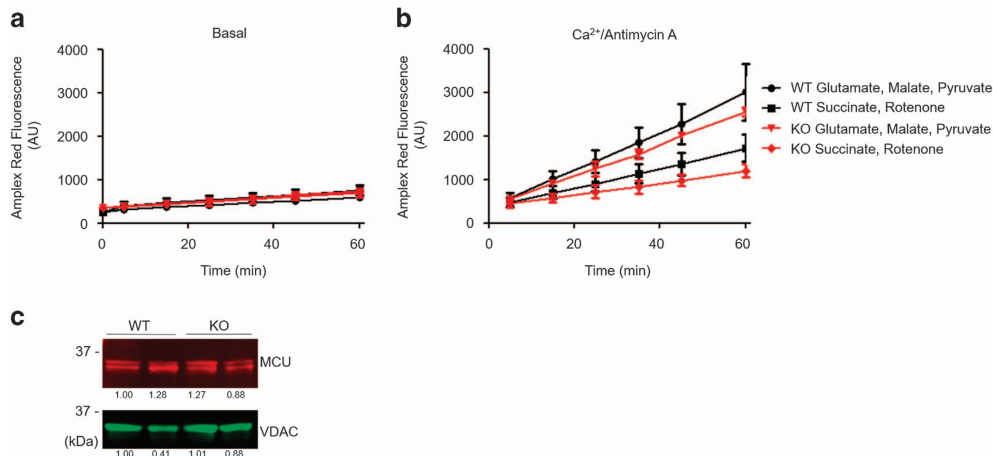 a
Basal
Amplex Red Fluorescence
(AU)
4000
3000
2000
1000
0
0 20 40 60
Time (min)
b
Ca²⁺/Antimycin A
Amplex Red Fluorescence
(AU)
4000
3000
2000
1000
0
0 20 40 60
Time (min)
WT Glutamate, Malate, Pyruvate
WT Succinate, Rotenone
KO Glutamate, Malate, Pyruvate
KO Succinate, Rotenone
c
WT KO
37 -
MCU
1.00 1.28 1.27 0.88
37 -
(kDa)
VDAC
1.00 0.41 1.01 0.88